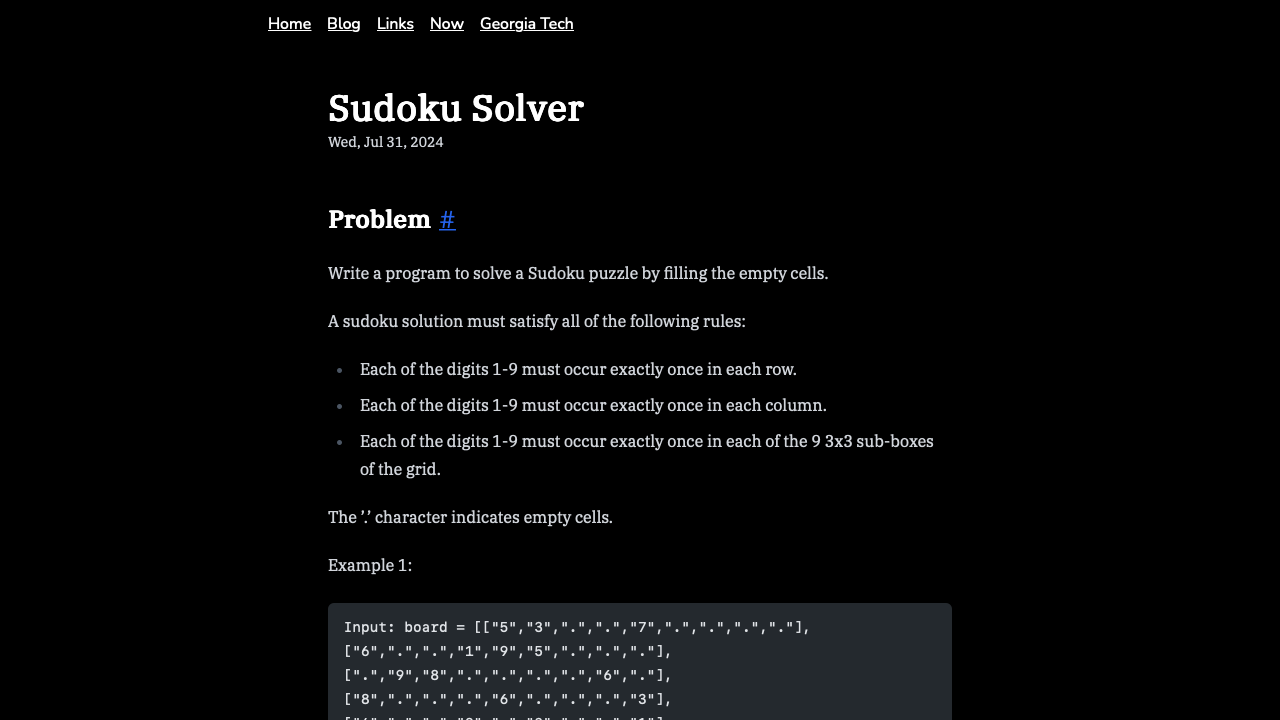 Home Blog Links Now Georgia Tech
Sudoku Solver
Wed, Jul 31, 2024
Problem #
Write a program to solve a Sudoku puzzle by filling the empty cells.
A sudoku solution must satisfy all of the following rules:
Each of the digits 1-9 must occur exactly once in each row.
Each of the digits 1-9 must occur exactly once in each column.
Each of the digits 1-9 must occur exactly once in each of the 9 3x3 sub-boxes
of the grid.
The ’.’ character indicates empty cells.
Example 1:
Input: board = [["5","3",".",".","7",".",".",".","."],
["6",".",".","1","9","5",".",".","."],
[".","9","8",".",".",".",".","6","."],
["8",".",".",".","6",".",".",".","3"],